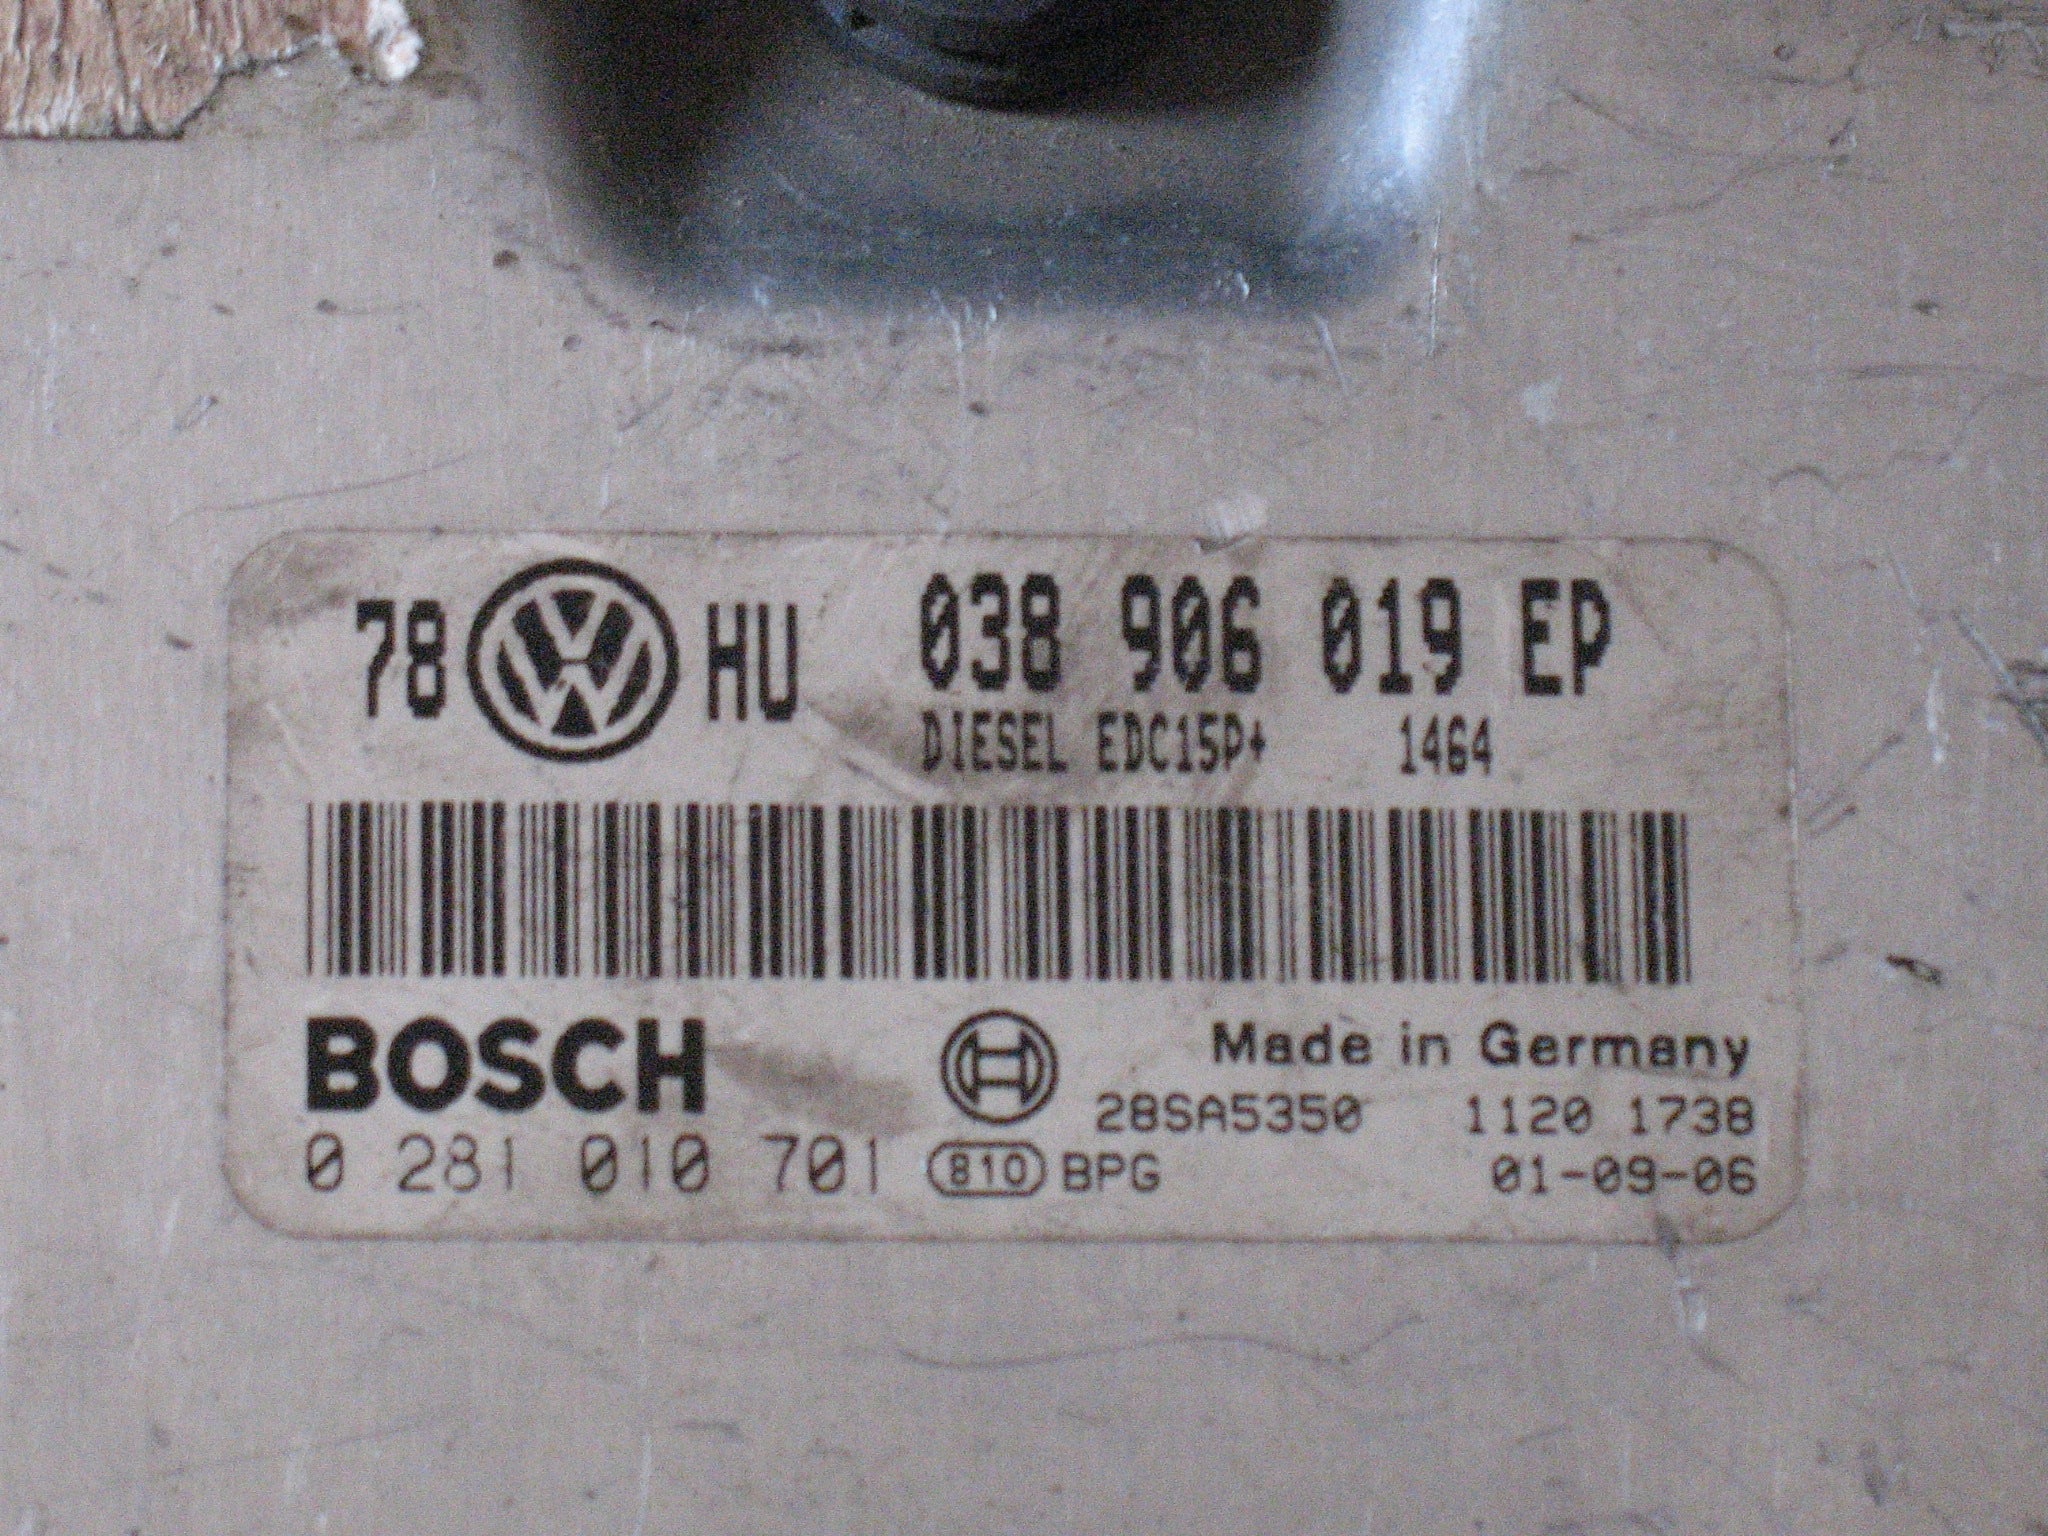 78 VW HU 038 906 019 EP
DIESEL EDC15P+ 1464
BOSCH Made in Germany
28SA5350 1120 1738
0 281 010 701 810 BPG 01-09-06